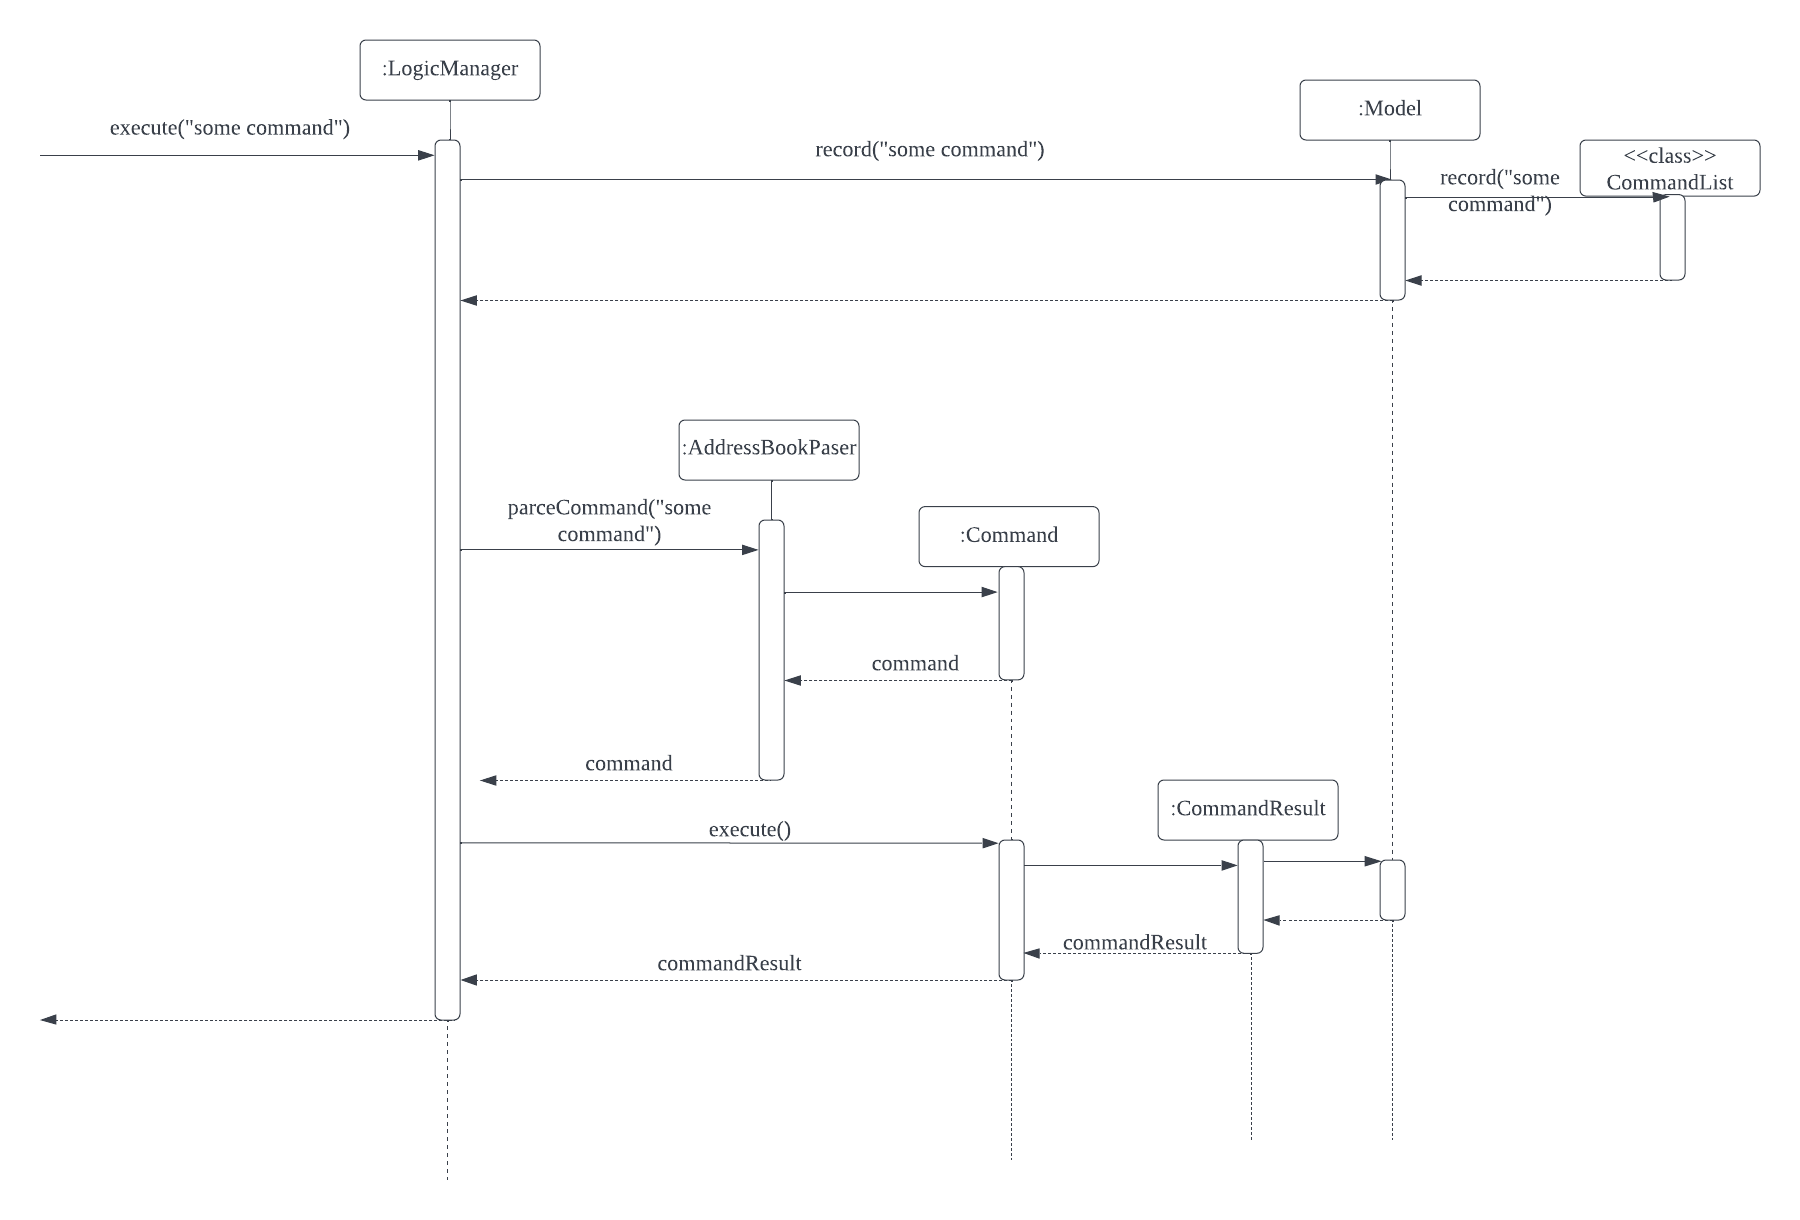 :LogicManager
:Model
execute("some command")
record("some command")
<<class>>
CommandList
record("some
command")
:AddressBookPaser
parceCommand("some
command")
:Command
command
command
:CommandResult
execute()
commandResult
commandResult